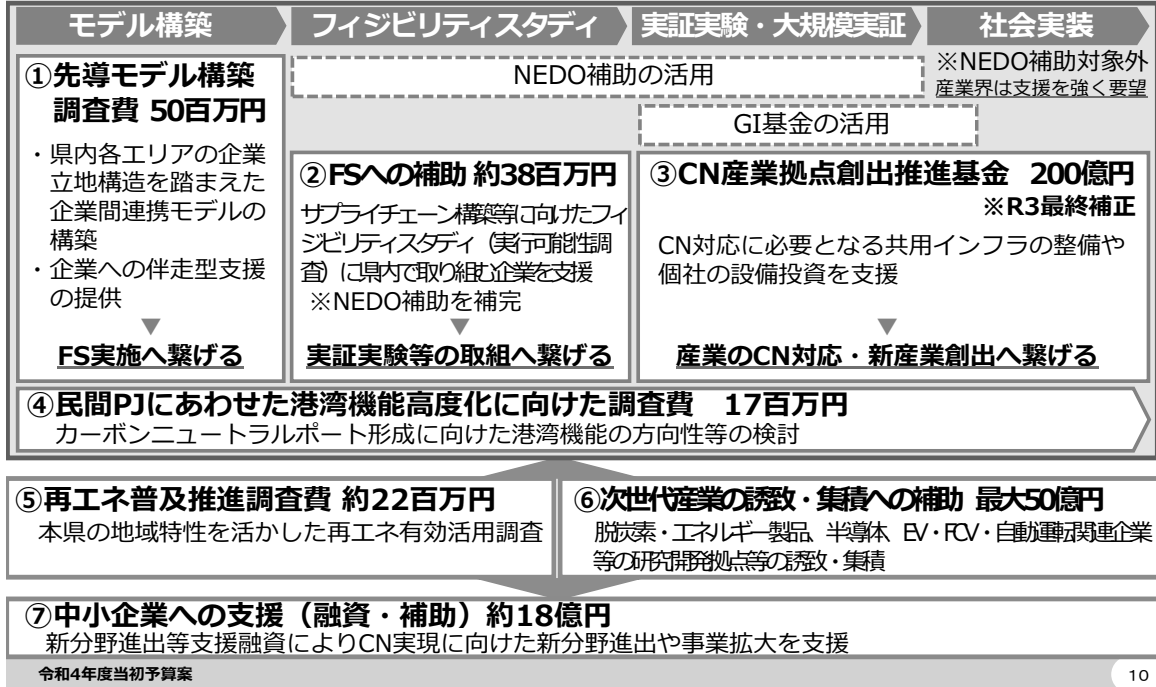 モデル構築
フィジビリティスタディ
実証実験・大規模実証
社会実装
①先導モデル構築
調査費 50百万円
・県内各エリアの企業
立地構造を踏まえた
企業間連携モデルの
構築
・企業への伴走型支援
の提供
▼
FS実施へ繋げる
NEDO補助の活用
※NEDO補助対象外
産業界は支援を強く要望
GI基金の活用
②FSへの補助 約38百万円
サプライチェーン構築等に向けたフィ
ジビリティスタディ（実行可能性調
査）に県内で取り組む企業を支援
※NEDO補助を補完
▼
実証実験等の取組へ繋げる
③CN産業拠点創出推進基金 200億円
※R3最終補正
CN対応に必要となる共用インフラの整備や
個社の設備投資を支援
▼
産業のCN対応・新産業創出へ繋げる
④民間PJにあわせた港湾機能高度化に向けた調査費 17百万円
カーボンニュートラルポート形成に向けた港湾機能の方向性等の検討
⑤再エネ普及推進調査費 約22百万円
本県の地域特性を活かした再エネ有効活用調査
⑥次世代産業の誘致・集積への補助 最大50億円
脱炭素・エネルギー製品、半導体、EV・FCV・自動運転関連企業
等の研究開発拠点等の誘致・集積
⑦中小企業への支援（融資・補助）約18億円
新分野進出等支援融資によりCN実現に向けた新分野進出や事業拡大を支援
令和4年度当初予算案
10